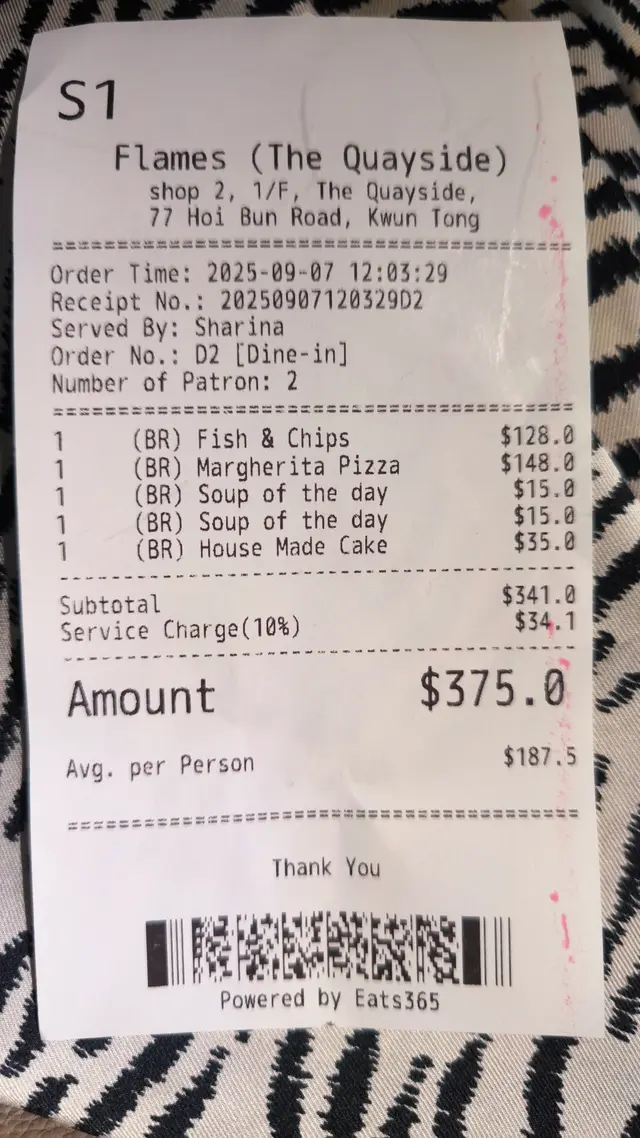 S1
Flames (The Quayside)
shop 2, 1/F, The Quayside,
77 Hoi Bun Road, Kwun Tong
================================================
Order Time: 2025-09-07 12:03:29
Receipt No.: 20250907120329D2
Served By: Sharina
Order No.: D2 [Dine-in]
Number of Patron: 2
================================================
1 (BR) Fish & Chips $128.0
1 (BR) Margherita Pizza $148.0
1 (BR) Soup of the day $15.0
1 (BR) Soup of the day $15.0
1 (BR) House Made Cake $35.0
------------------------------------------------
Subtotal $341.0
Service Charge(10%) $34.1
------------------------------------------------
Amount $375.0
Avg. per Person $187.5
================================================
Thank You
Powered by Eats365